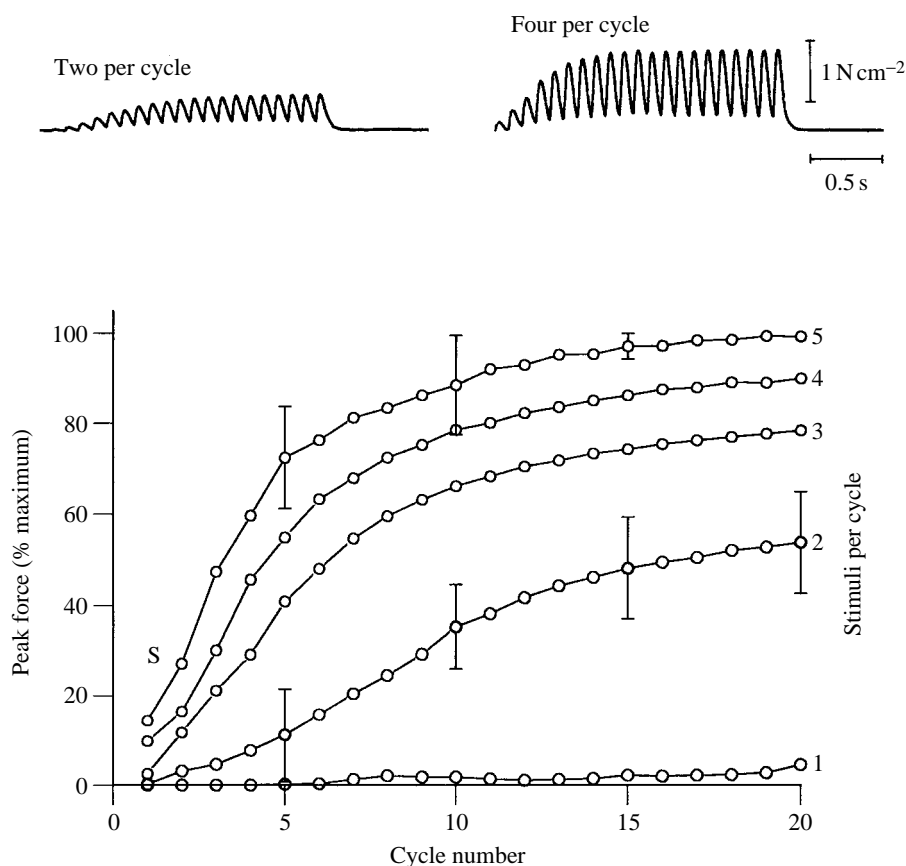 Four per cycle
Two per cycle
1 N cm⁻²
0.5 s
100
80
60
40
20
0
Peak force (% maximum)
S
5
4
3
2
1
Stimuli per cycle
0
5
10
15
20
Cycle number